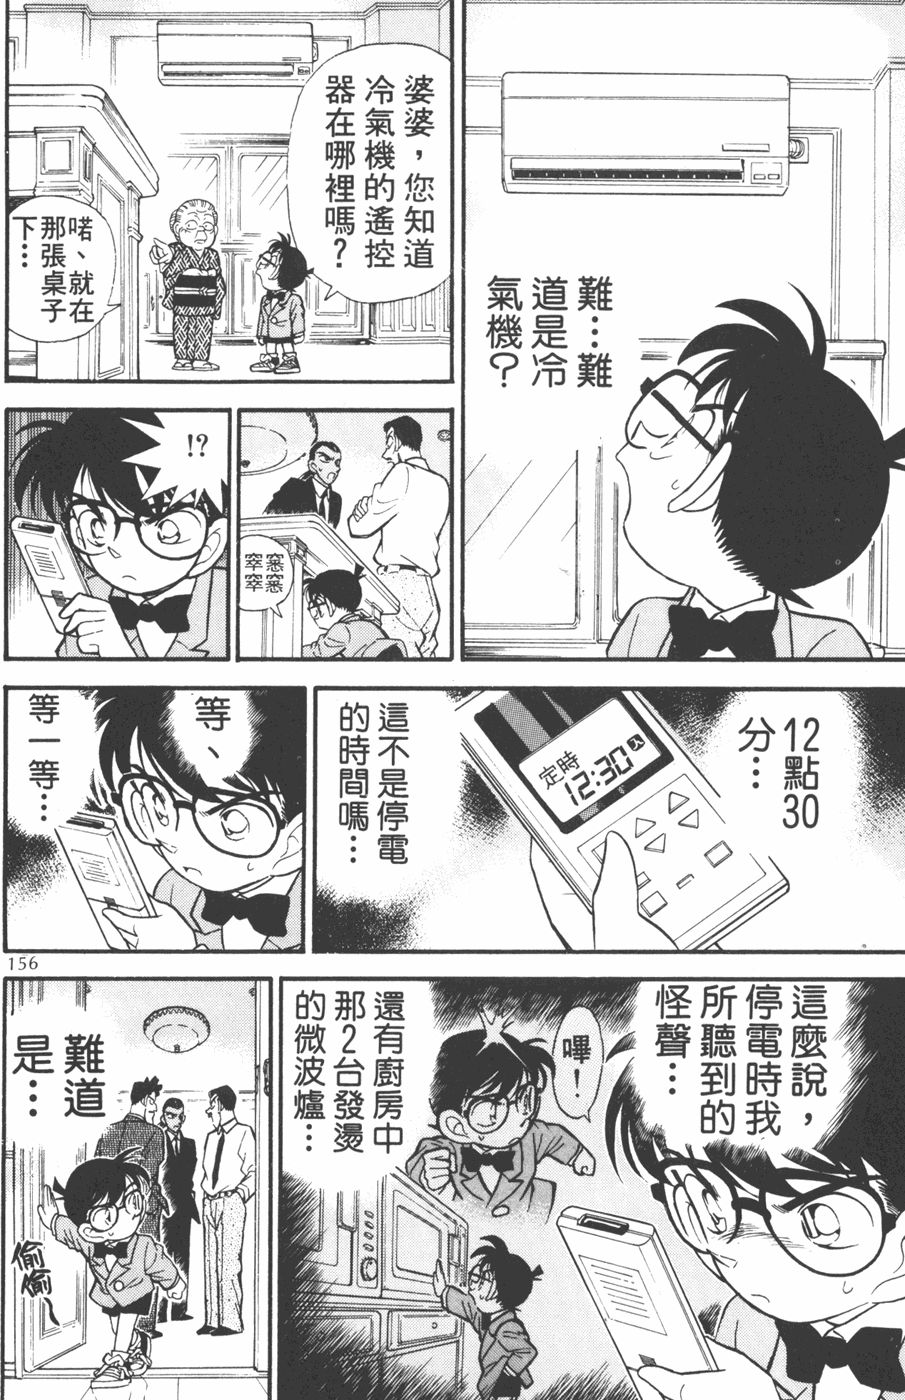 難…難
道是冷
氣機?
婆婆，您知道
冷氣機的遙控
器在哪裡嗎?
喏、就在
那張桌子
下…
窸窸
窣窣
!?
12點30
分…
定時
12:30
這不是停電
的時間嗎…
等、
等一等…
156
這麼說，
停電時我
所聽到的
怪聲…
嗶!
還有廚房中
那2台發燙
的微波爐…
難道
是…
偷偷~